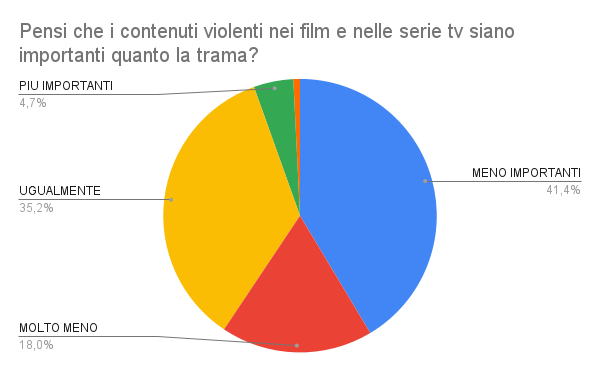 Pensi che i contenuti violenti nei film e nelle serie tv siano
importanti quanto la trama?
PIU IMPORTANTI
4,7%
MENO IMPORTANTI
41,4%
UGUALMENTE
35,2%
MOLTO MENO
18,0%